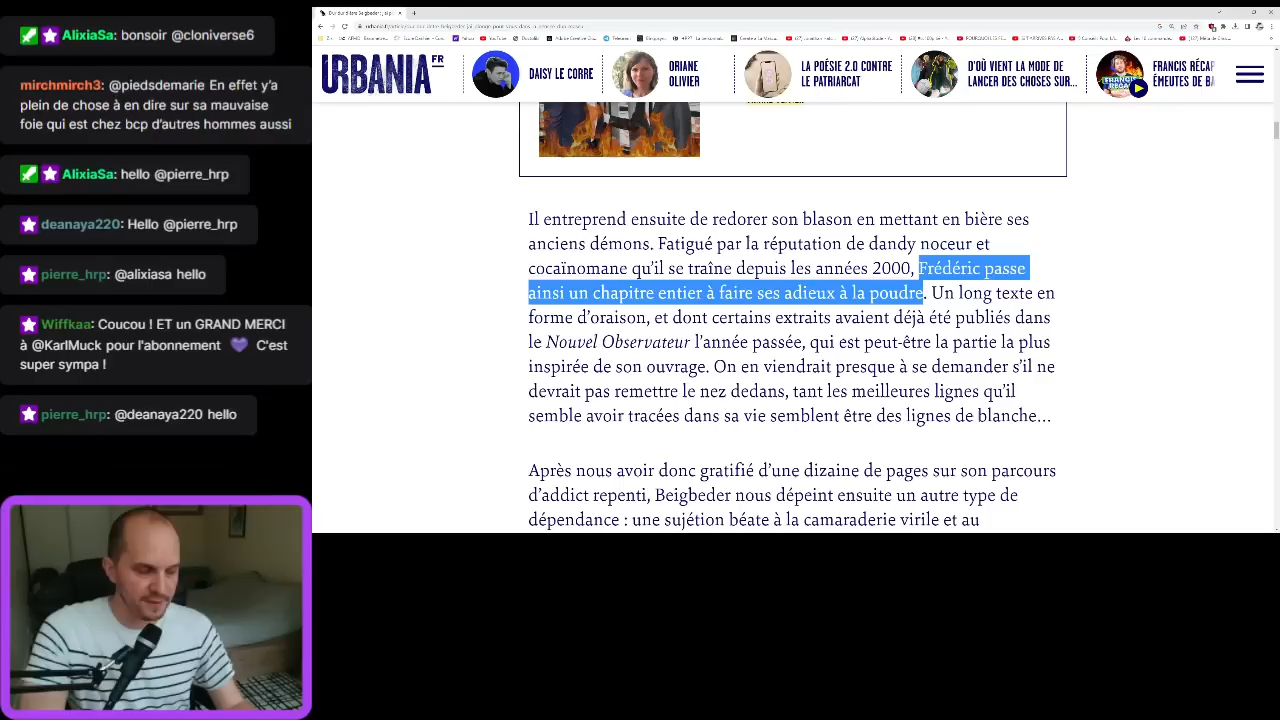 AlixiaSa: bonsoir @converse6
mirchmirch3: @piedsenement En effet y'a
plein de chose à en dire sur sa mauvaise
foie qui est chez bcp d'autres hommes aussi
AlixiaSa: hello @pierre_hrp
deanaya220: Hello @pierre_hrp
pierre_hrp: @alixiasa hello
Wiffkaa: Coucou ! ET un GRAND MERCI
à @KarlMuck pour l'abonnement 💜 C'est
super sympa !
pierre_hrp: @deanaya220 hello
URBANIA FR
DAISY LE CORRE
ORIANE
OLIVIER
LA POÉSIE 2.0 CONTRE
LE PATRIARCAT
D'OÙ VIENT LA MODE DE
LANCER DES CHOSES SUR...
FRANCIS RÉCAP
ÉMEUTES DE BA
Il entreprend ensuite de redorer son blason en mettant en bière ses
anciens démons. Fatigué par la réputation de dandy noceur et
cocaïnomane qu'il se traîne depuis les années 2000, Frédéric passe
ainsi un chapitre entier à faire ses adieux à la poudre. Un long texte en
forme d'oraison, et dont certains extraits avaient déjà été publiés dans
le Nouvel Observateur l'année passée, qui est peut-être la partie la plus
inspirée de son ouvrage. On en viendrait presque à se demander s'il ne
devrait pas remettre le nez dedans, tant les meilleures lignes qu'il
semble avoir tracées dans sa vie semblent être des lignes de blanche...
Après nous avoir donc gratifié d'une dizaine de pages sur son parcours
d'addict repenti, Beigbeder nous dépeint ensuite un autre type de
dépendance : une sujétion béate à la camaraderie virile et au